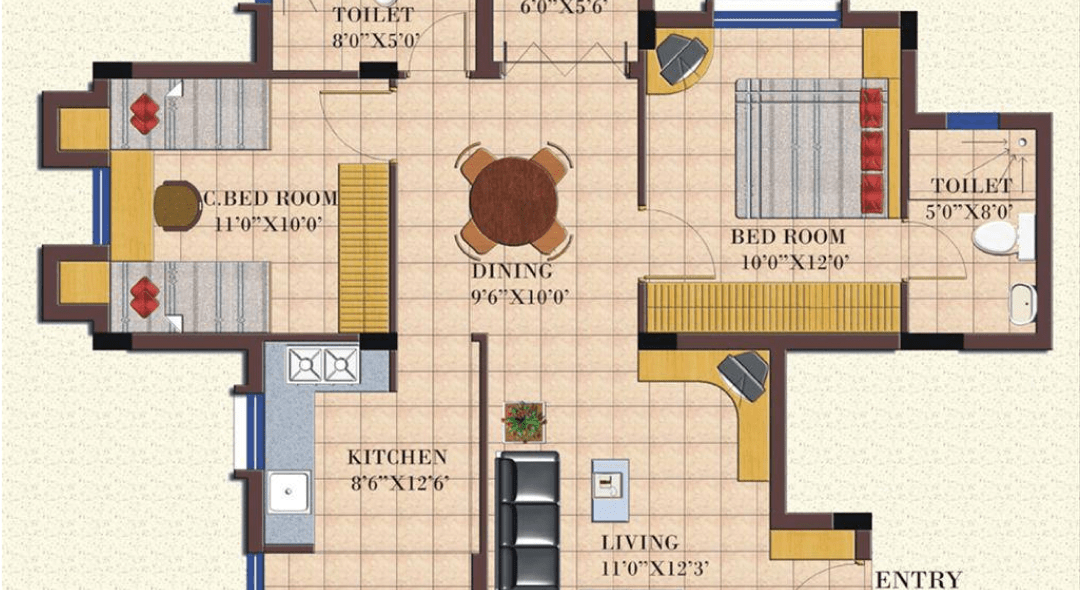 TOILET
8'0"X5'0'
6'0"X5'6'
C.BED ROOM
11'0"X10'0'
TOILET
5'0"X8'0'
BED ROOM
10'0"X12'0'
DINING
9'6"X10'0'
KITCHEN
8'6"X12'6'
LIVING
11'0"X12'3'
ENTRY